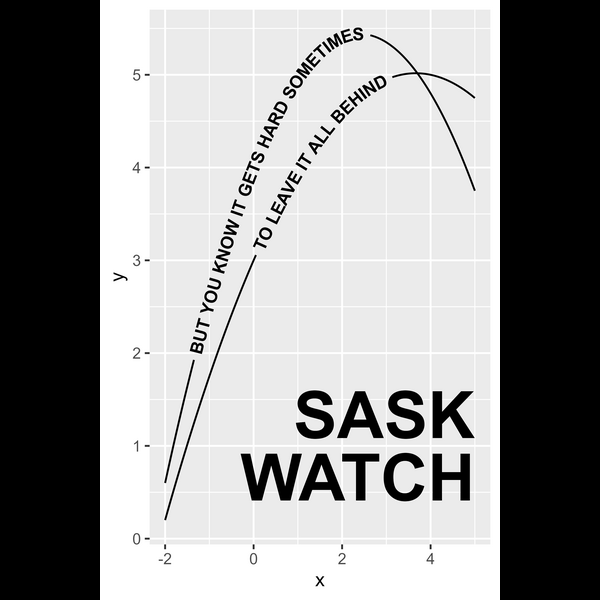 BUT YOU KNOW IT GETS HARD SOMETIMES
TO LEAVE IT ALL BEHIND
SASK
WATCH
y
5
4
3
2
1
0
-2 0 2 4
x